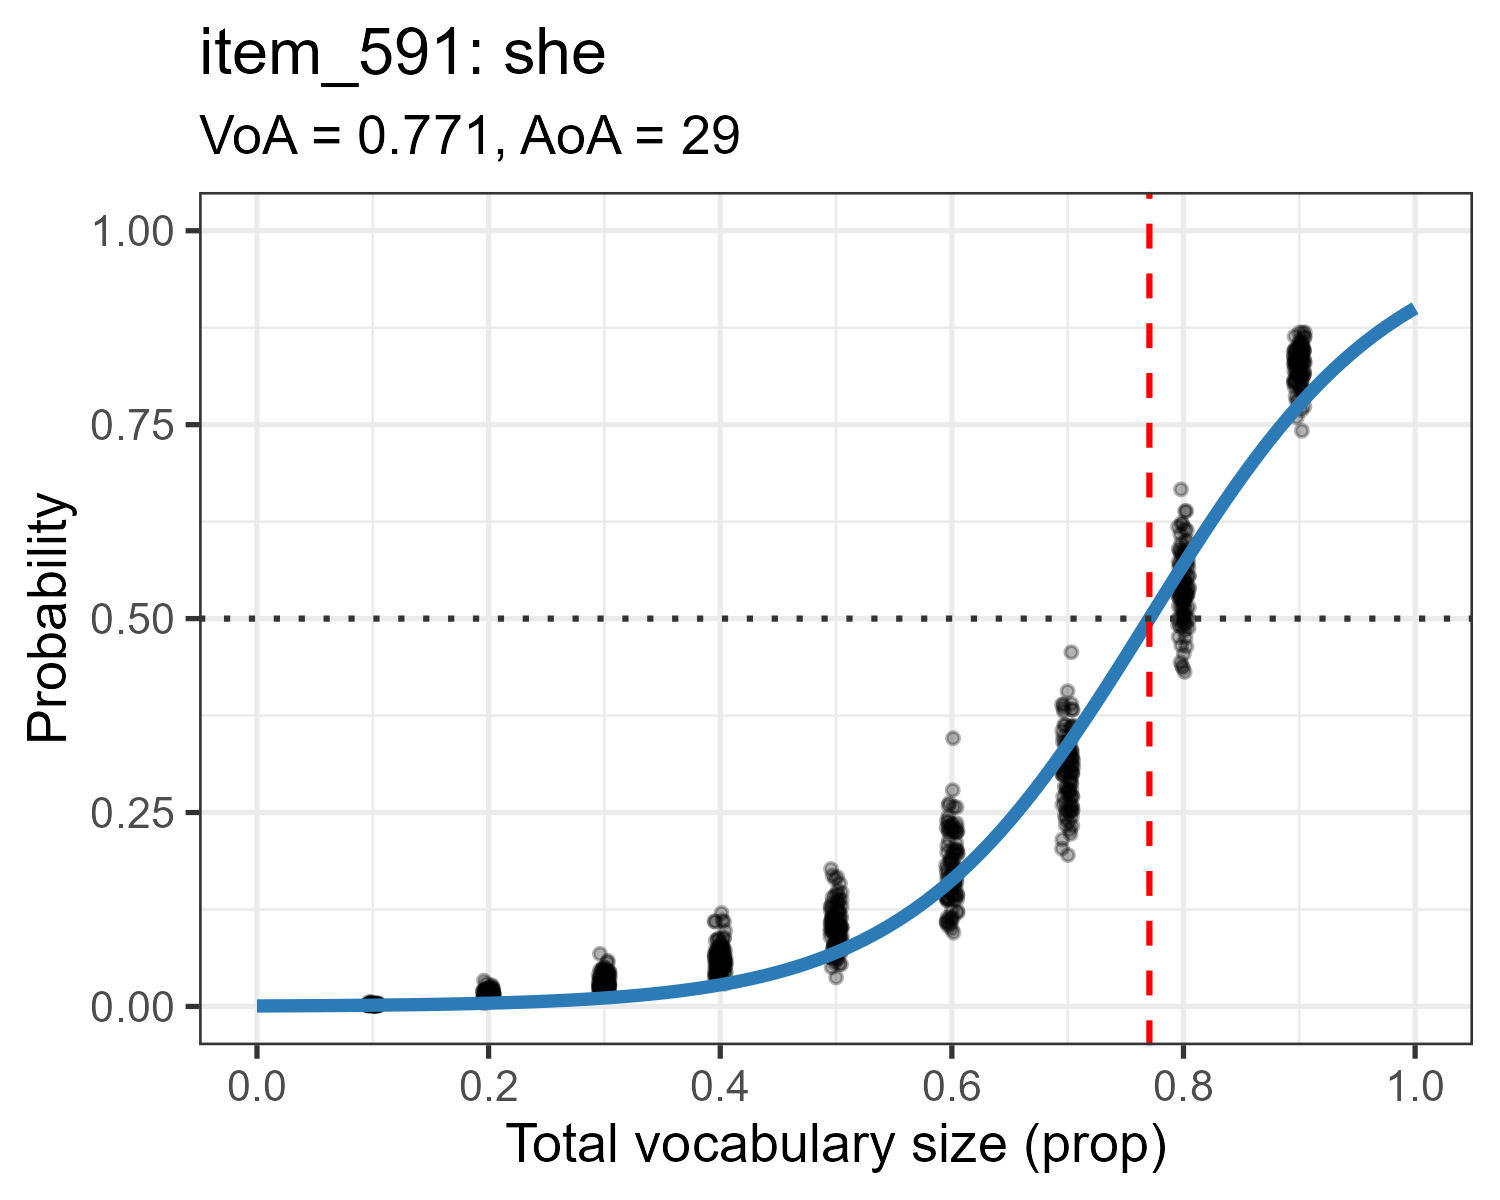 item_591: she
VoA = 0.771, AoA = 29
1.00
0.75
0.50
0.25
0.00
Probability
0.0 0.2 0.4 0.6 0.8 1.0
Total vocabulary size (prop)